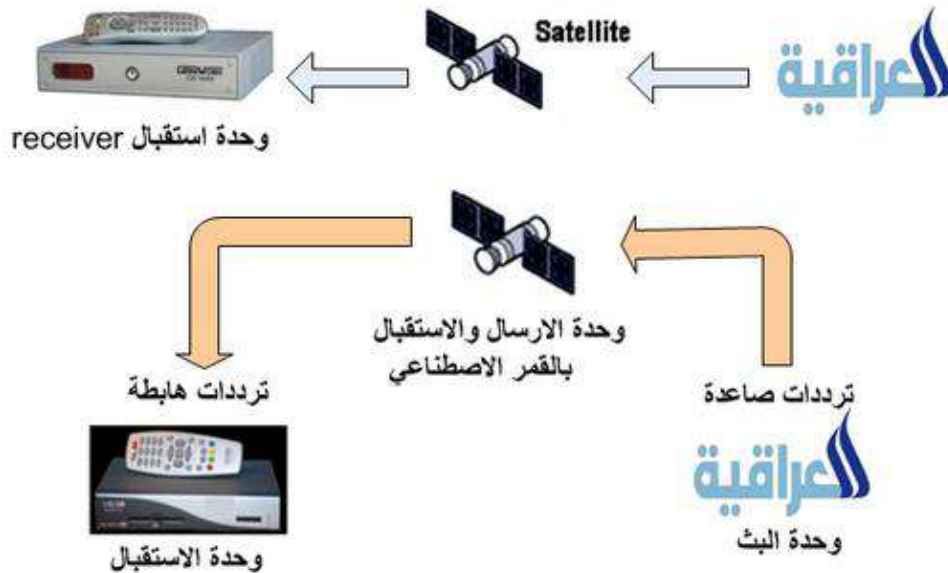 Satellite
العراقية
وحدة استقبال receiver
وحدة الارسال والاستقبال
بالقمر الاصطناعي
ترددات هابطة
ترددات صاعدة
العراقية
وحدة الاستقبال
وحدة البث